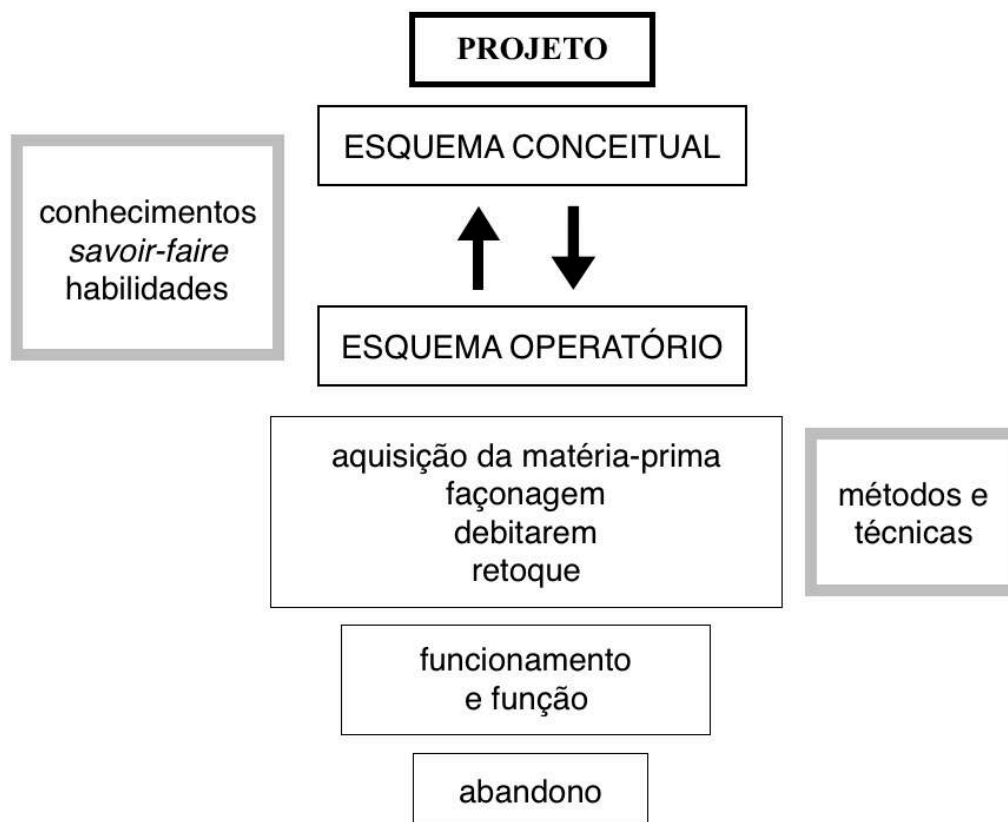 PROJETO
ESQUEMA CONCEITUAL
conhecimentos
savoir-faire
habilidades
ESQUEMA OPERATÓRIO
aquisição da matéria-prima
façonagem
debitarem
retoque
métodos e
técnicas
funcionamento
e função
abandono